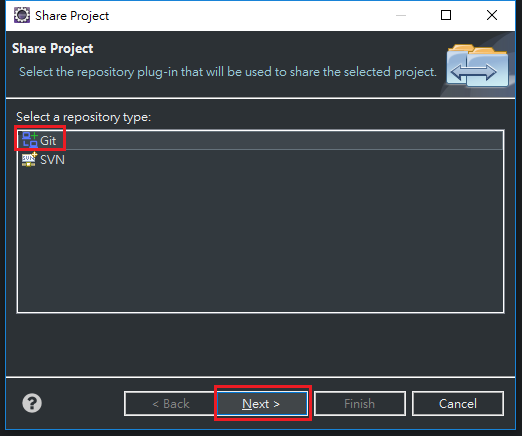 Share Project
Share Project
Select the repository plug-in that will be used to share the selected project.
Select a repository type:
Git
SVN
?
< Back
Next >
Finish
Cancel